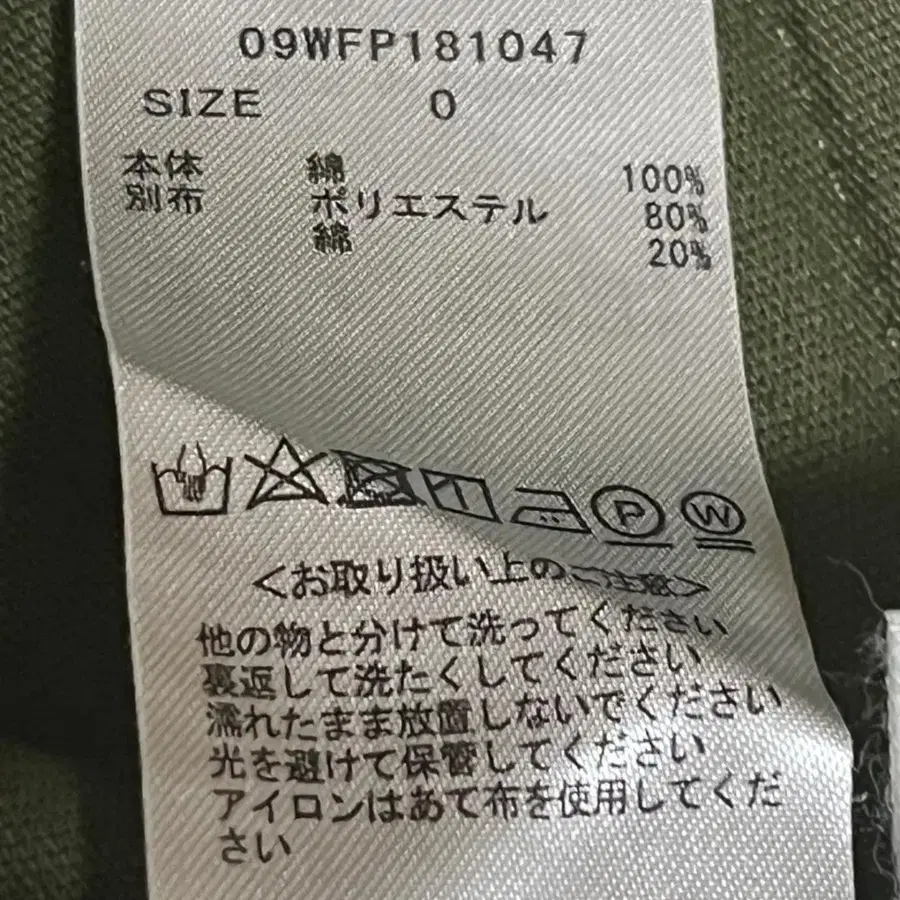 09WFP181047
SIZE 0
本体 綿 100%
別布 ポリエステル 80%
綿 20%
P W
<お取り扱い上のご注意>
他の物と分けて洗ってください
裏返して洗たくしてください
濡れたまま放置しないでください
光を避けて保管してください
アイロンはあて布を使用してくだ
さい